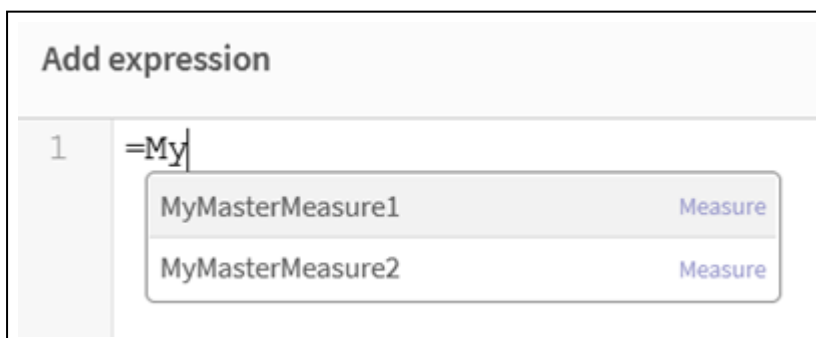 Add expression
1 =My
MyMasterMeasure1 Measure
MyMasterMeasure2 Measure